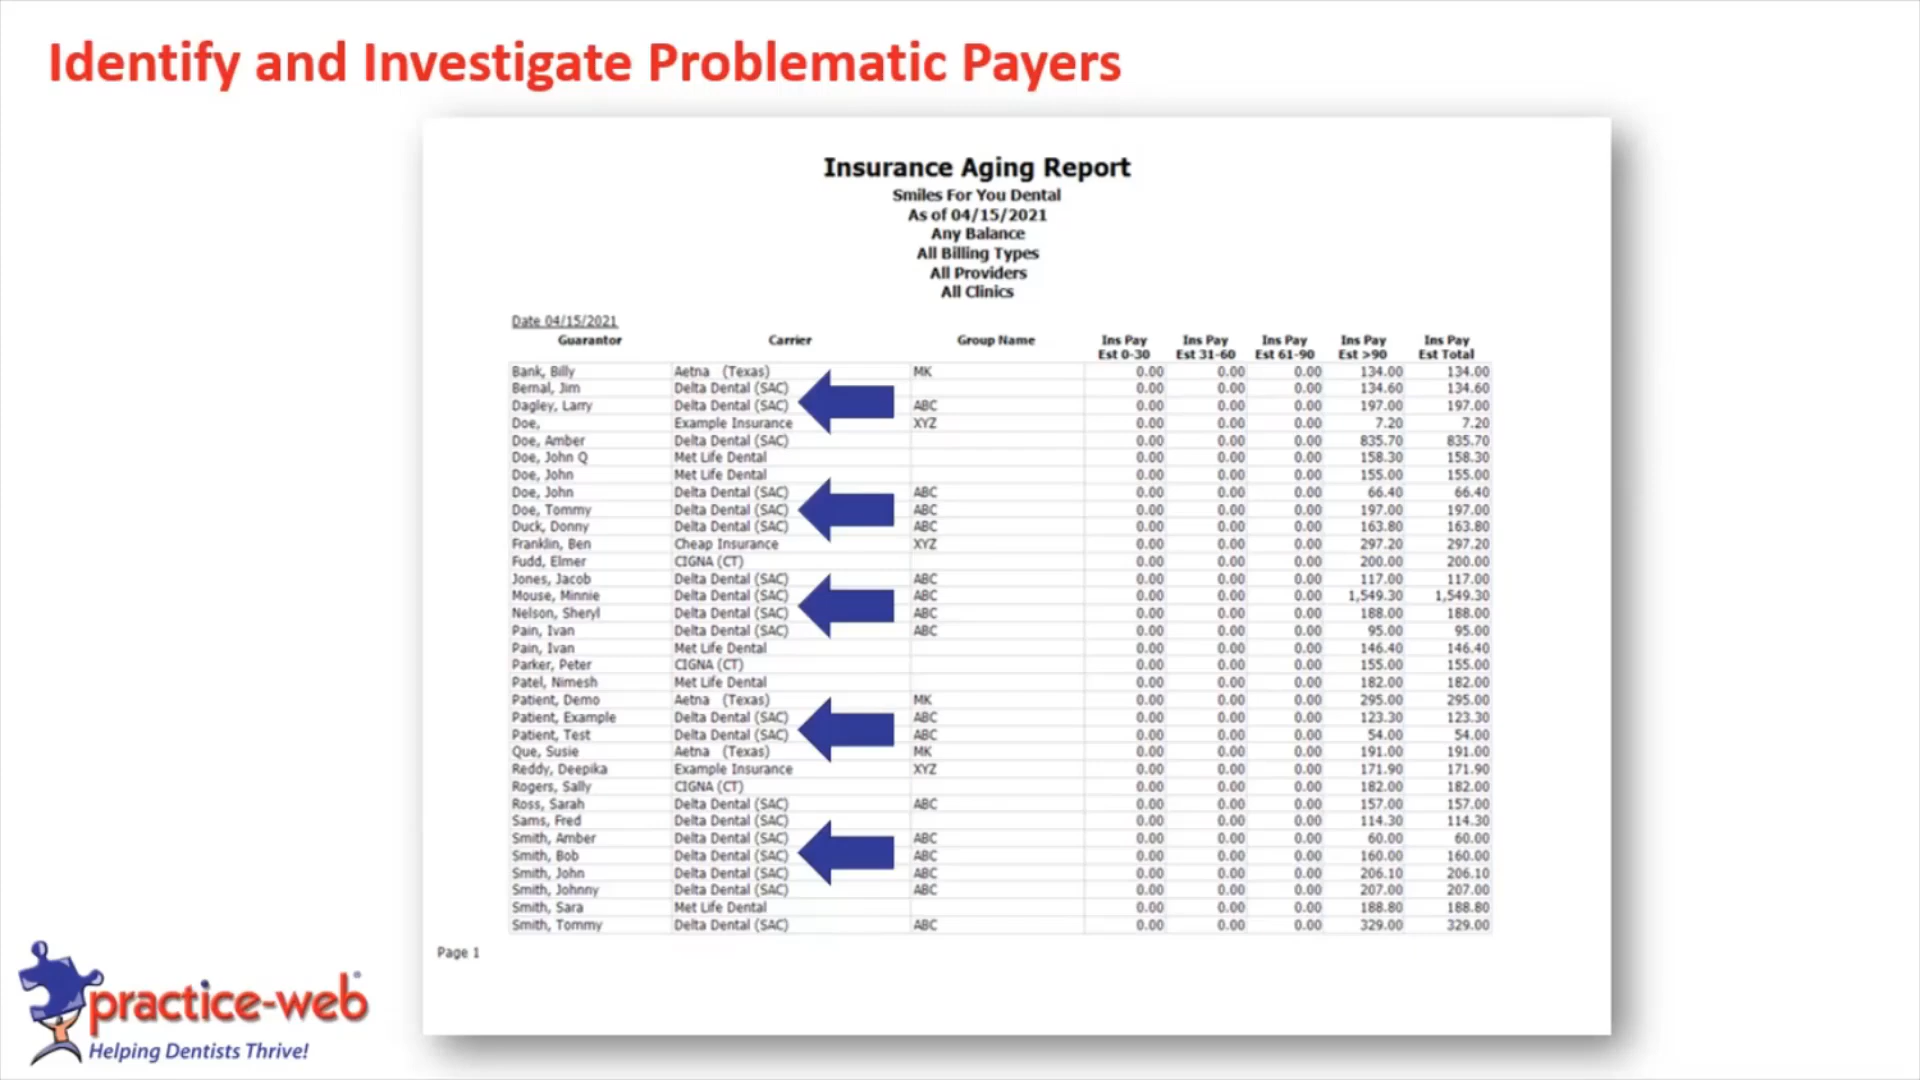 Identify and Investigate Problematic Payers
Insurance Aging Report
Smiles For You Dental
As of 04/15/2021
Any Balance
All Billing Types
All Providers
All Clinics
Date 04/15/2021
Guarantor Carrier Group Name Ins Pay Ins Pay Ins Pay Ins Pay Ins Pay
Est 0-30 Est 31-60 Est 61-90 Est >90 Est Total
Bank, Billy Aetna (Texas) MK 0.00 0.00 0.00 134.00 134.00
Bernal, Jim Delta Dental (SAC) 0.00 0.00 0.00 134.60 134.60
Dagley, Larry Delta Dental (SAC) ABC 0.00 0.00 0.00 197.00 197.00
Doe, Example Insurance XYZ 0.00 0.00 0.00 7.20 7.20
Doe, Amber Delta Dental (SAC) 0.00 0.00 0.00 835.70 835.70
Doe, John Q Met Life Dental 0.00 0.00 0.00 158.30 158.30
Doe, John Met Life Dental 0.00 0.00 0.00 155.00 155.00
Doe, John Delta Dental (SAC) ABC 0.00 0.00 0.00 66.40 66.40
Doe, Tommy Delta Dental (SAC) ABC 0.00 0.00 0.00 197.00 197.00
Duck, Donny Delta Dental (SAC) ABC 0.00 0.00 0.00 163.80 163.80
Franklin, Ben Cheap Insurance XYZ 0.00 0.00 0.00 297.20 297.20
Fudd, Elmer CIGNA (CT) 0.00 0.00 0.00 200.00 200.00
Jones, Jacob Delta Dental (SAC) ABC 0.00 0.00 0.00 117.00 117.00
Mouse, Minnie Delta Dental (SAC) ABC 0.00 0.00 0.00 1,549.30 1,549.30
Nelson, Sheryl Delta Dental (SAC) ABC 0.00 0.00 0.00 188.00 188.00
Pain, Ivan Delta Dental (SAC) ABC 0.00 0.00 0.00 95.00 95.00
Pain, Ivan Met Life Dental 0.00 0.00 0.00 146.40 146.40
Parker, Peter CIGNA (CT) 0.00 0.00 0.00 155.00 155.00
Patel, Nimesh Met Life Dental 0.00 0.00 0.00 182.00 182.00
Patient, Demo Aetna (Texas) MK 0.00 0.00 0.00 295.00 295.00
Patient, Example Delta Dental (SAC) ABC 0.00 0.00 0.00 123.30 123.30
Patient, Test Delta Dental (SAC) ABC 0.00 0.00 0.00 54.00 54.00
Que, Susie Aetna (Texas) MK 0.00 0.00 0.00 191.00 191.00
Reddy, Deepika Example Insurance XYZ 0.00 0.00 0.00 171.90 171.90
Rogers, Sally CIGNA (CT) 0.00 0.00 0.00 182.00 182.00
Ross, Sarah Delta Dental (SAC) ABC 0.00 0.00 0.00 157.00 157.00
Sams, Fred Delta Dental (SAC) 0.00 0.00 0.00 114.30 114.30
Smith, Amber Delta Dental (SAC) ABC 0.00 0.00 0.00 60.00 60.00
Smith, Bob Delta Dental (SAC) ABC 0.00 0.00 0.00 160.00 160.00
Smith, John Delta Dental (SAC) ABC 0.00 0.00 0.00 206.10 206.10
Smith, Johnny Delta Dental (SAC) ABC 0.00 0.00 0.00 207.00 207.00
Smith, Sara Met Life Dental 0.00 0.00 0.00 188.80 188.80
Smith, Tommy Delta Dental (SAC) ABC 0.00 0.00 0.00 329.00 329.00
Page 1
practice-web®
Helping Dentists Thrive!